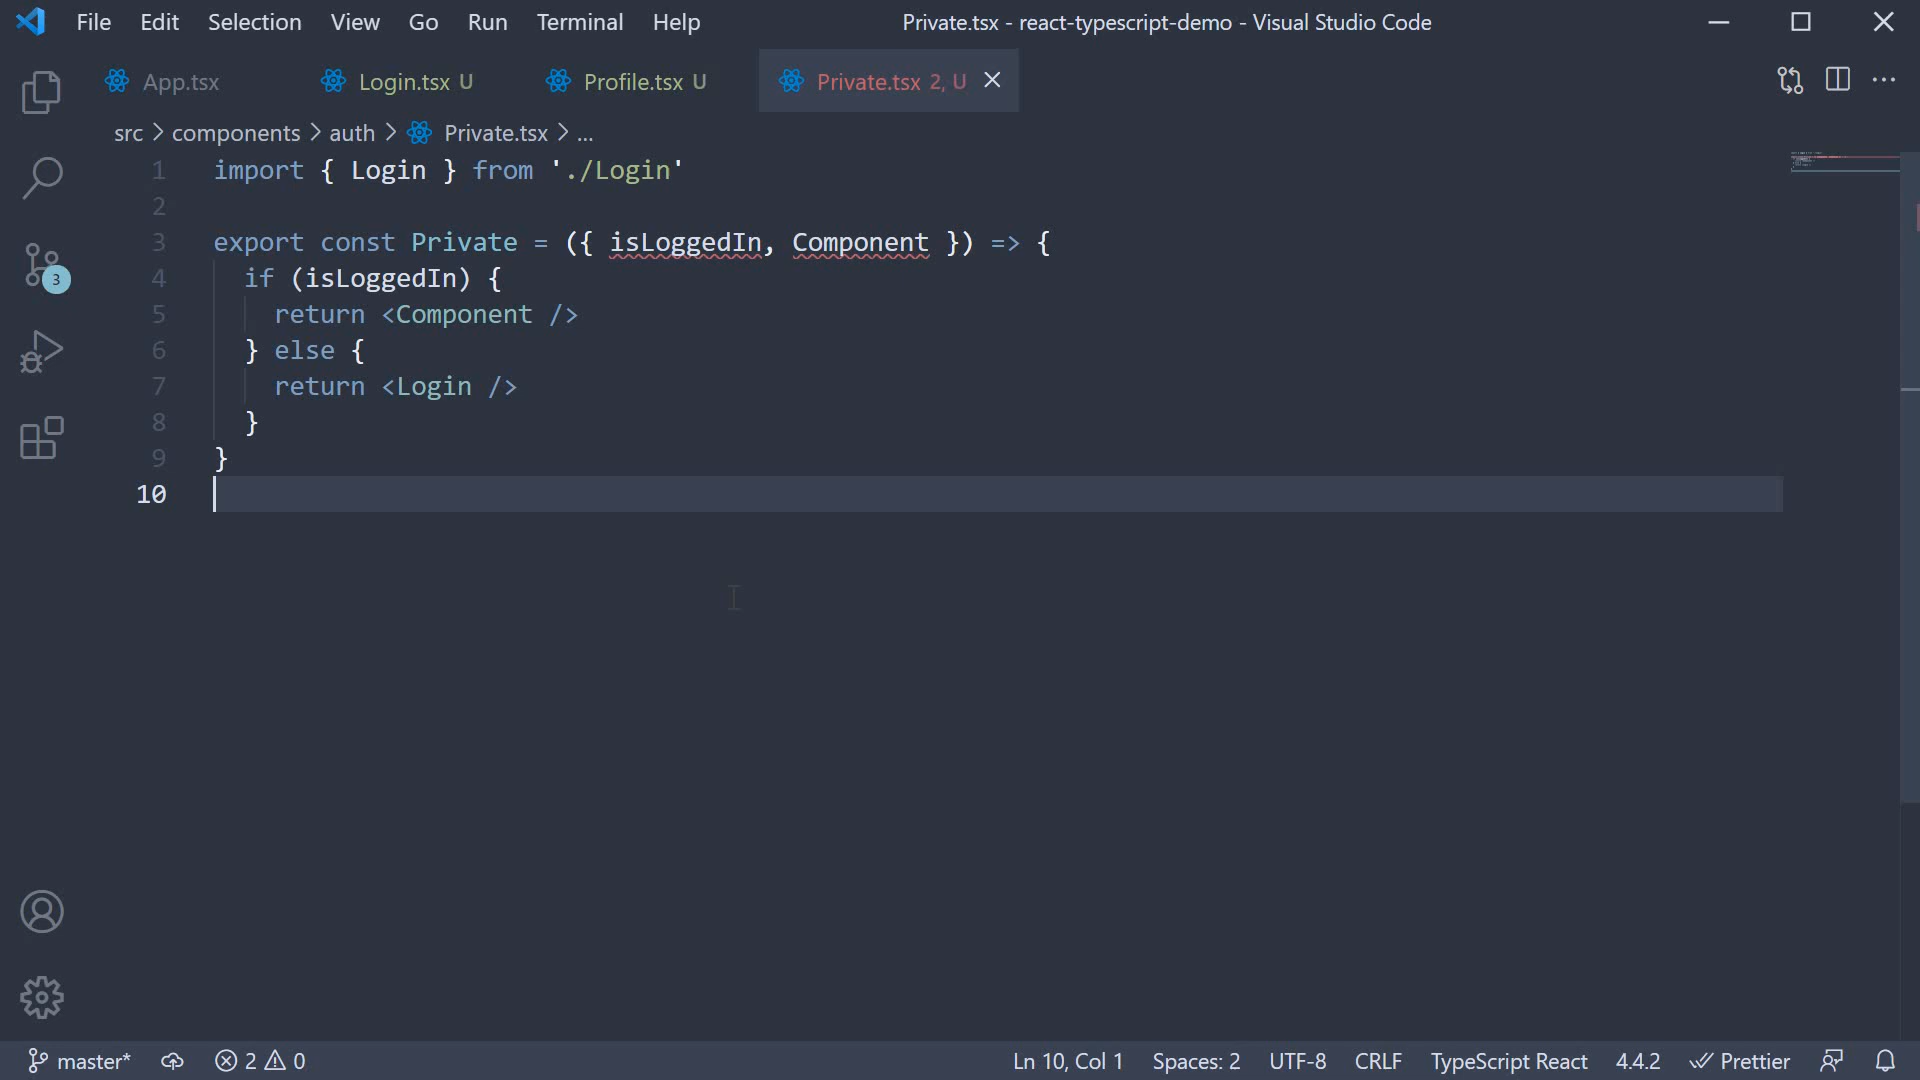 File Edit Selection View Go Run Terminal Help Private.tsx - react-typescript-demo - Visual Studio Code
App.tsx Login.tsx U Profile.tsx U Private.tsx 2, U
src > components > auth > Private.tsx > ...
1 import { Login } from './Login'
2
3 export const Private = ({ isLoggedIn, Component }) => {
4   if (isLoggedIn) {
5     return <Component />
6   } else {
7     return <Login />
8   }
9 }
10
3
master* 2 0 Ln 10, Col 1 Spaces: 2 UTF-8 CRLF TypeScript React 4.4.2 Prettier